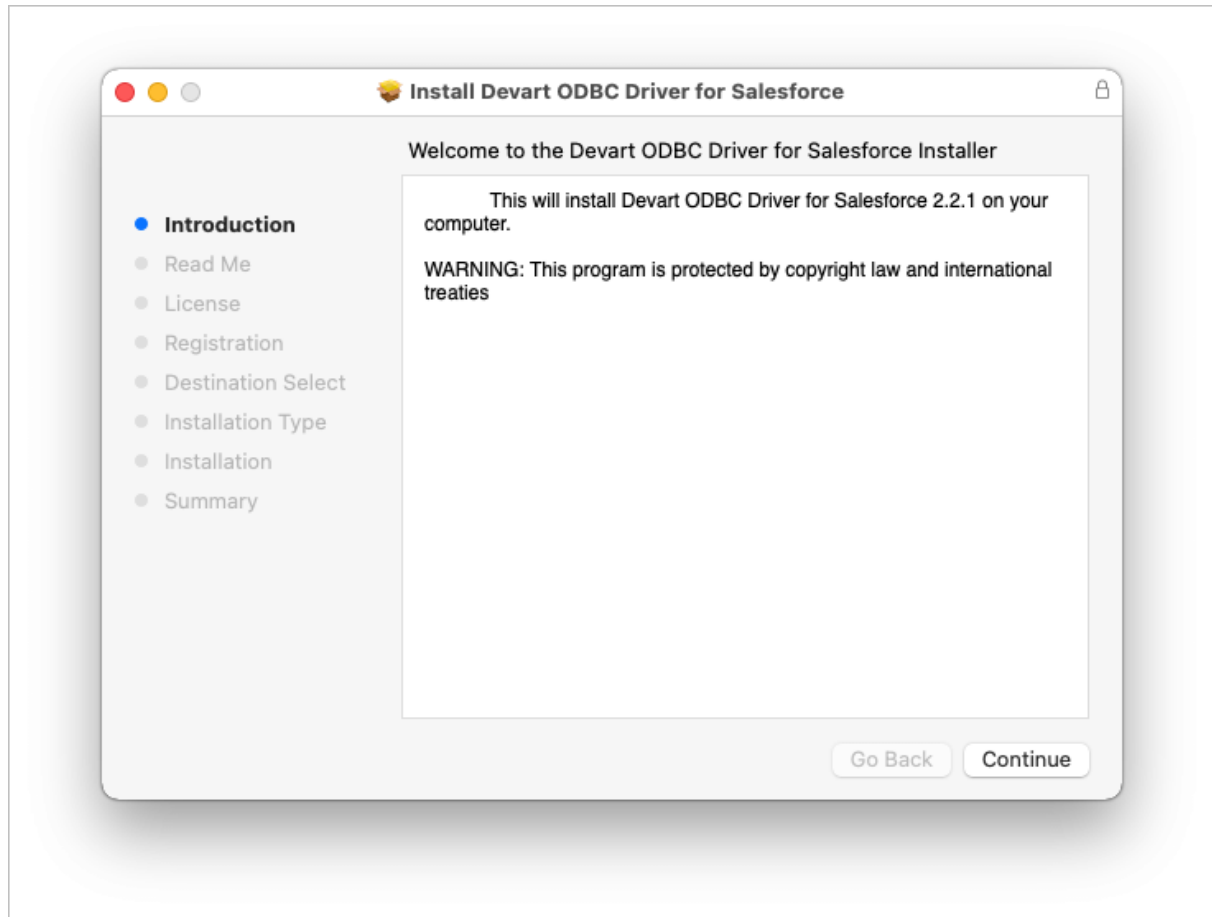 Install Devart ODBC Driver for Salesforce
Welcome to the Devart ODBC Driver for Salesforce Installer
Introduction
Read Me
License
Registration
Destination Select
Installation Type
Installation
Summary
This will install Devart ODBC Driver for Salesforce 2.2.1 on your
computer.
WARNING: This program is protected by copyright law and international
treaties
Go Back
Continue